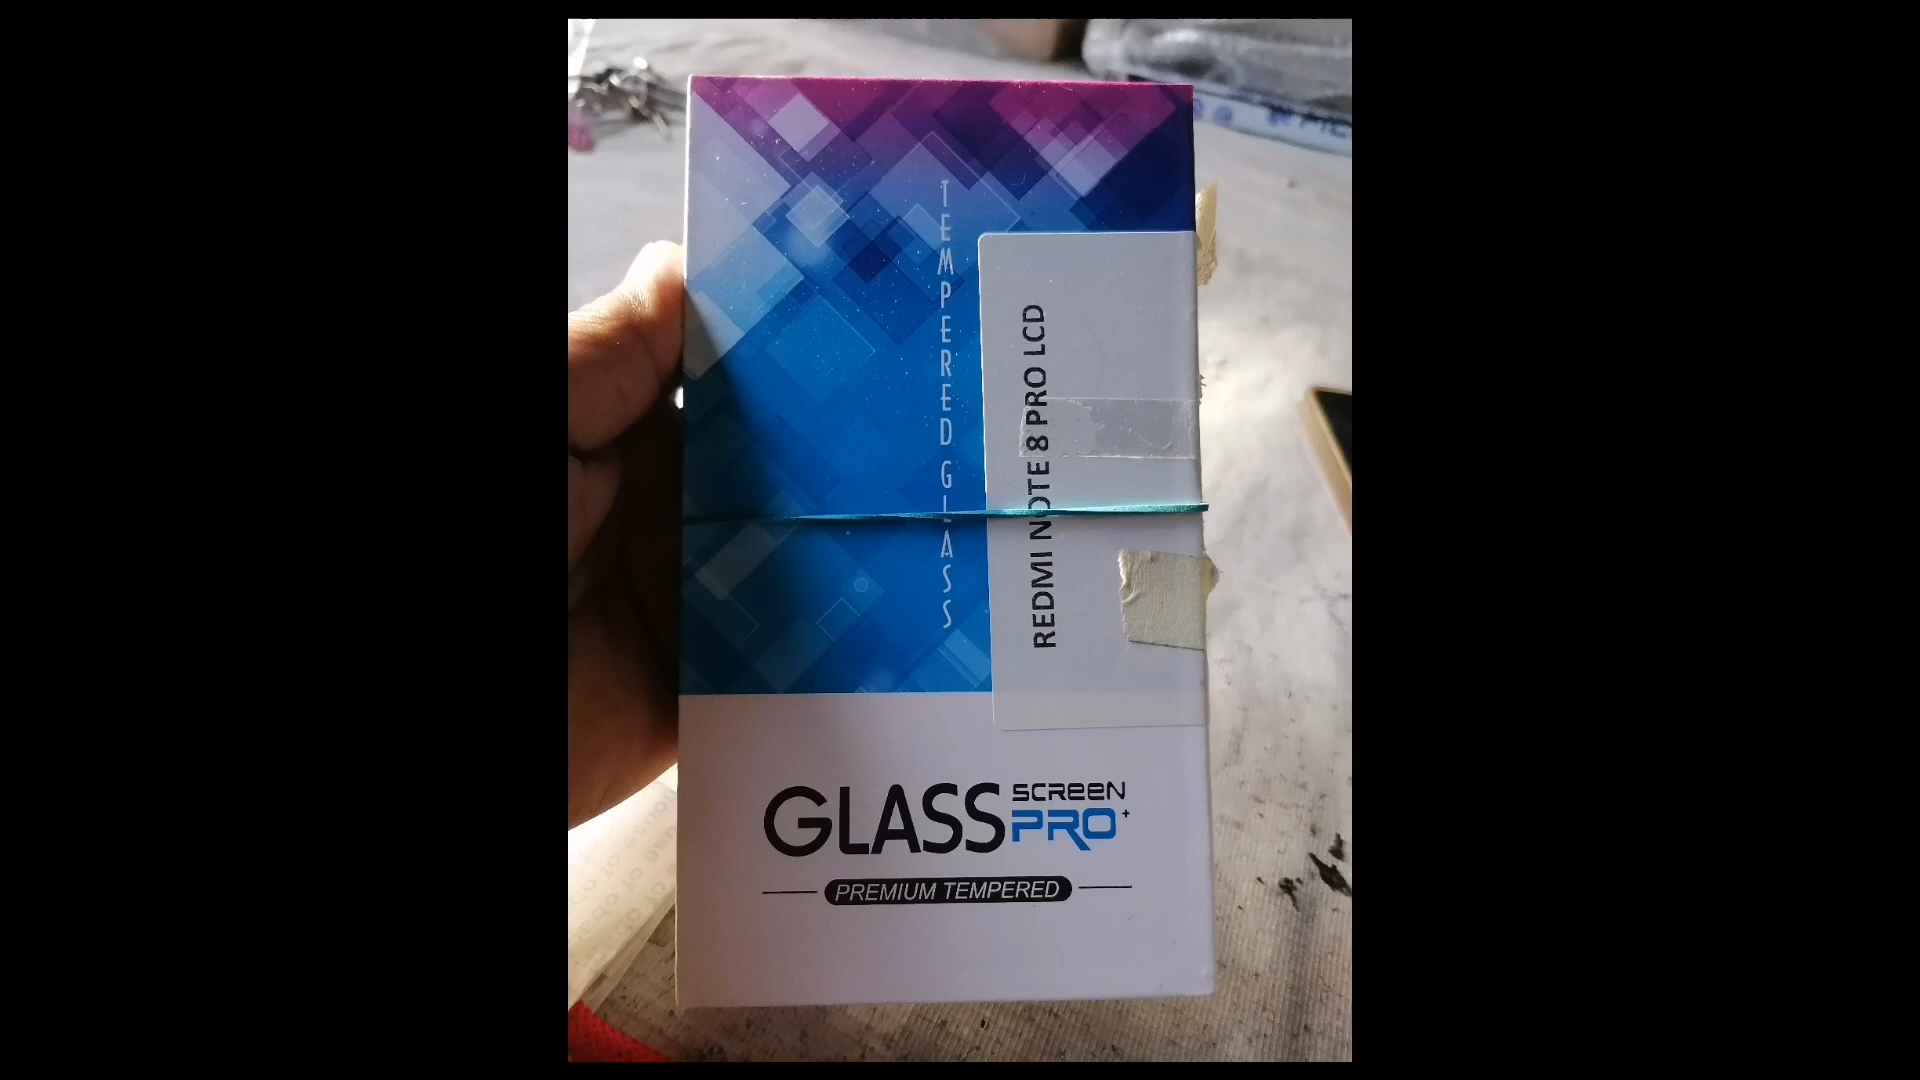 TEMPERED GLASS
REDMI NOTE 8 PRO LCD
GLASS SCREEN PRO+
PREMIUM TEMPERED